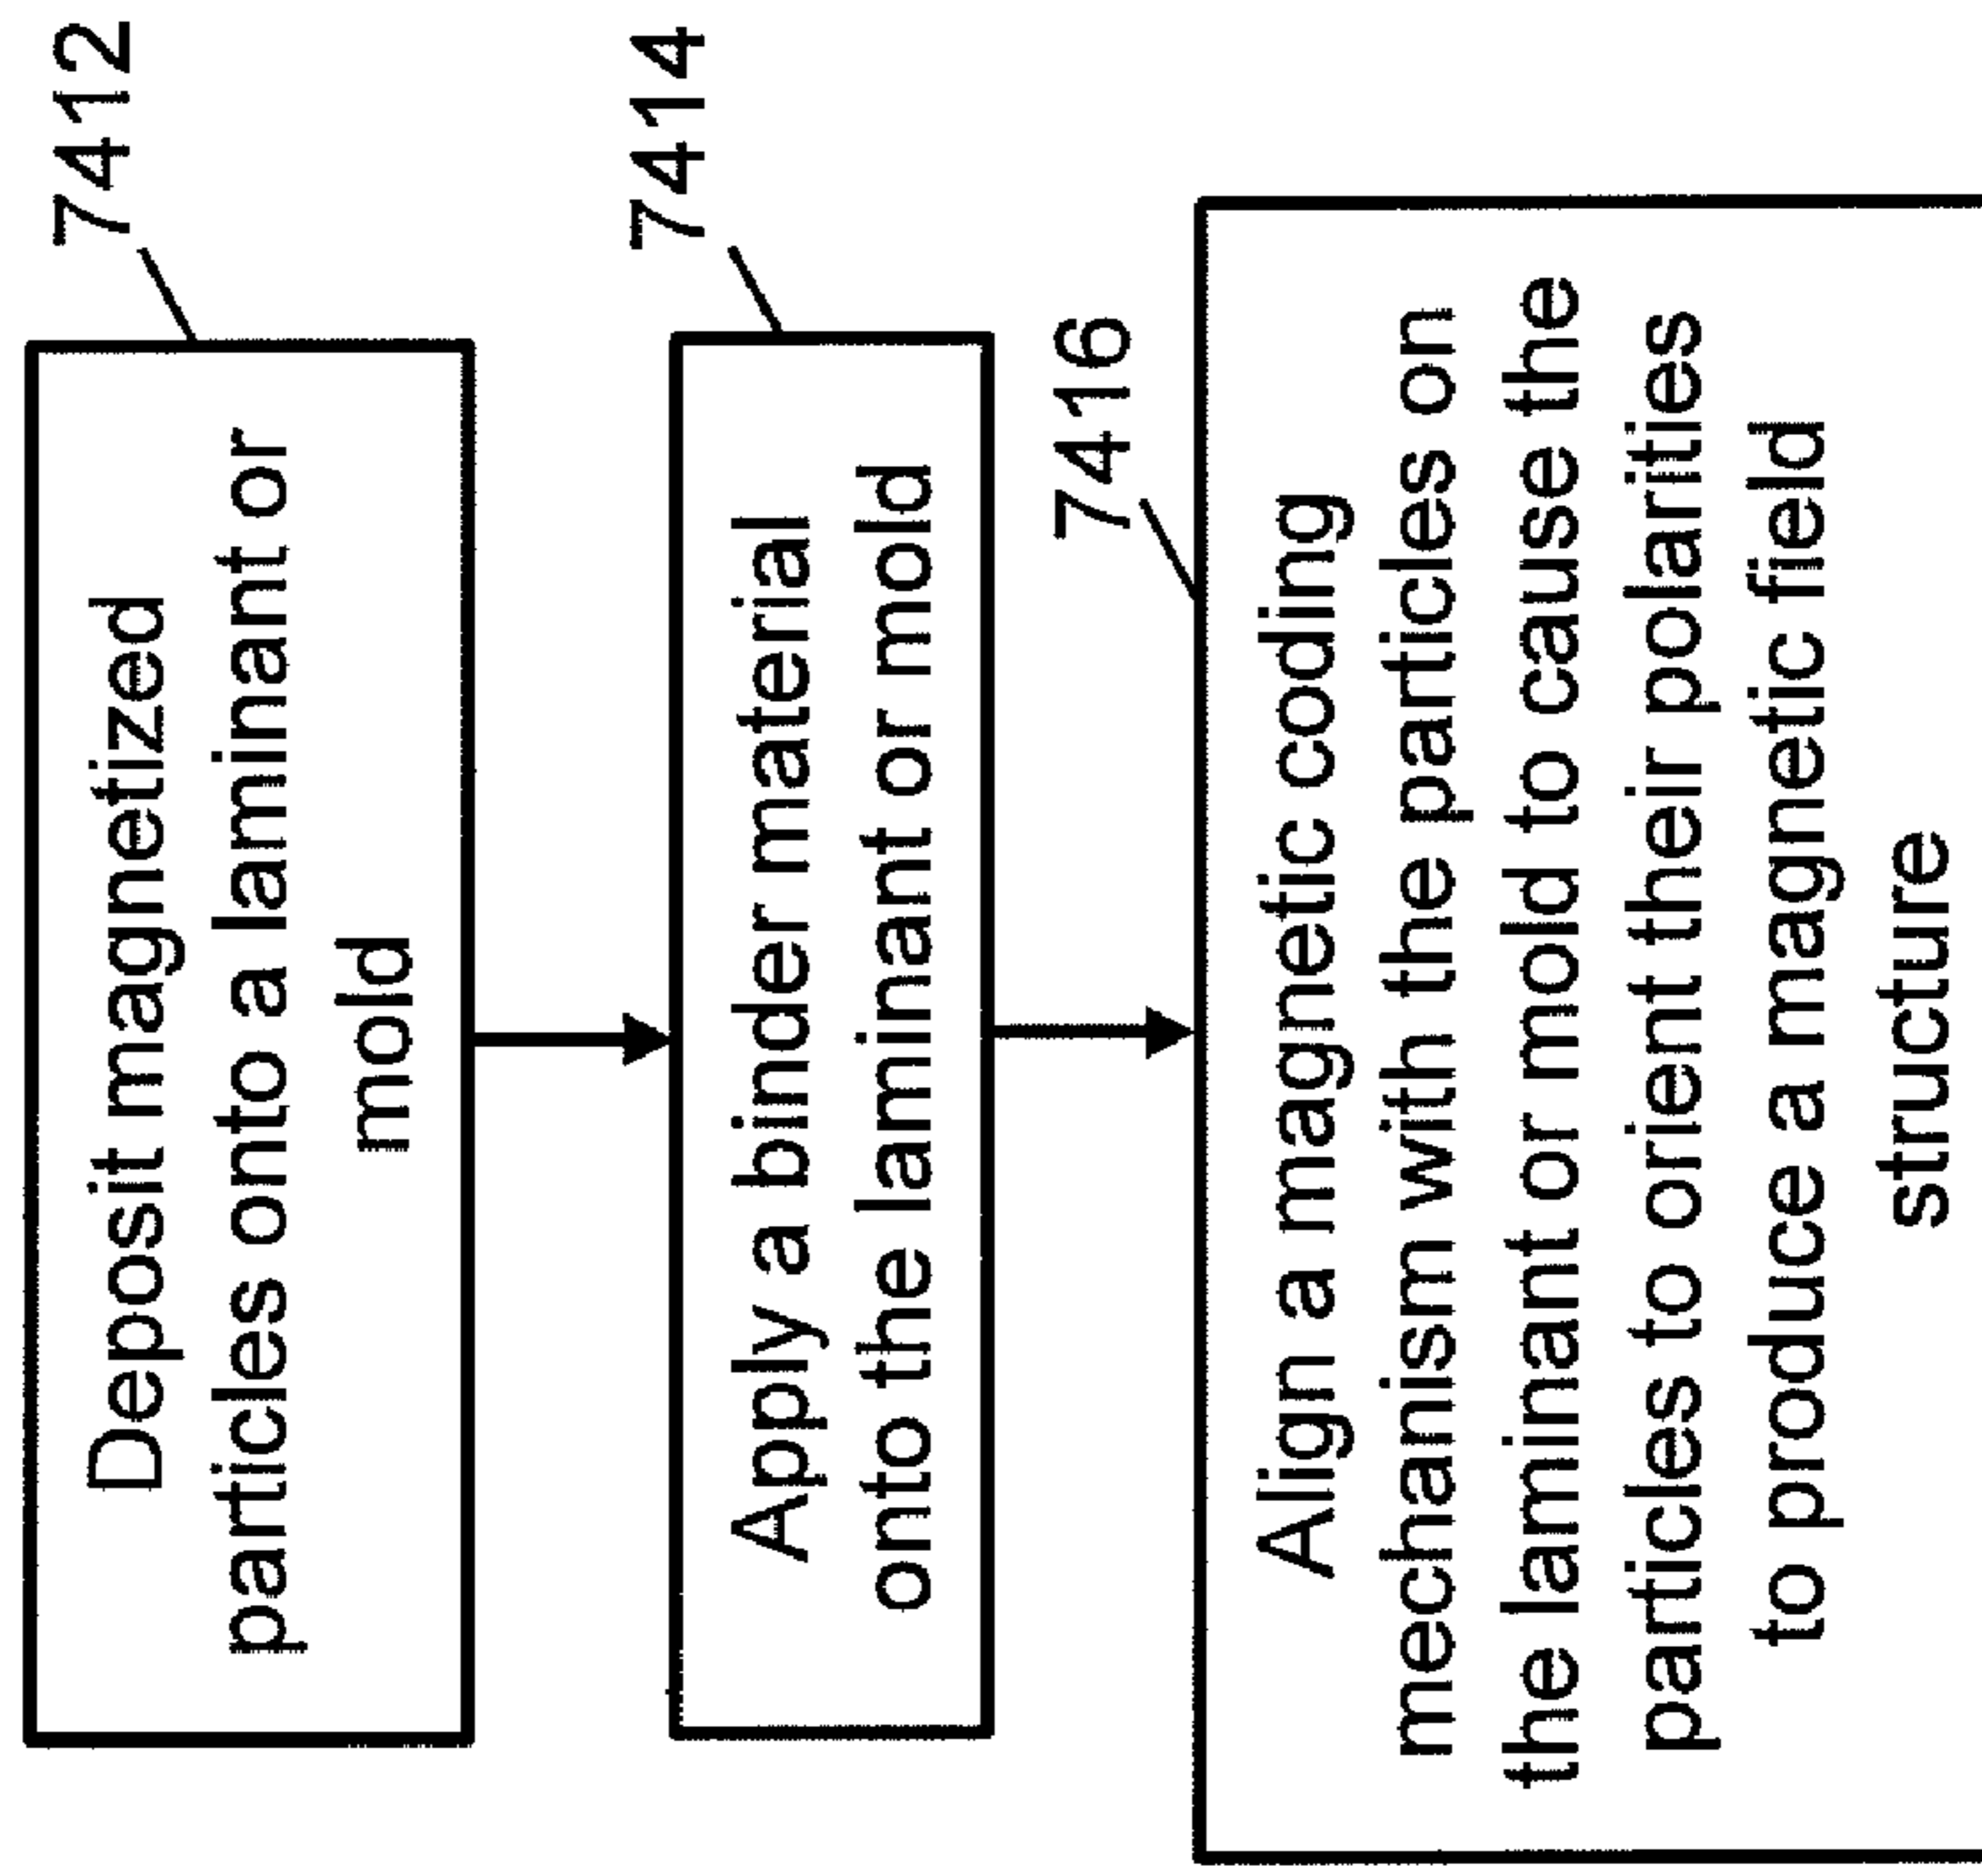 7412
Deposit magnetized
particles onto a laminant or
mold
7414
Apply a binder material
onto the laminant or mold
7416
Align a magnetic coding
mechanism with the particles on
the laminant or mold to cause the
particles to orient their polarities
to produce a magnetic field
structure